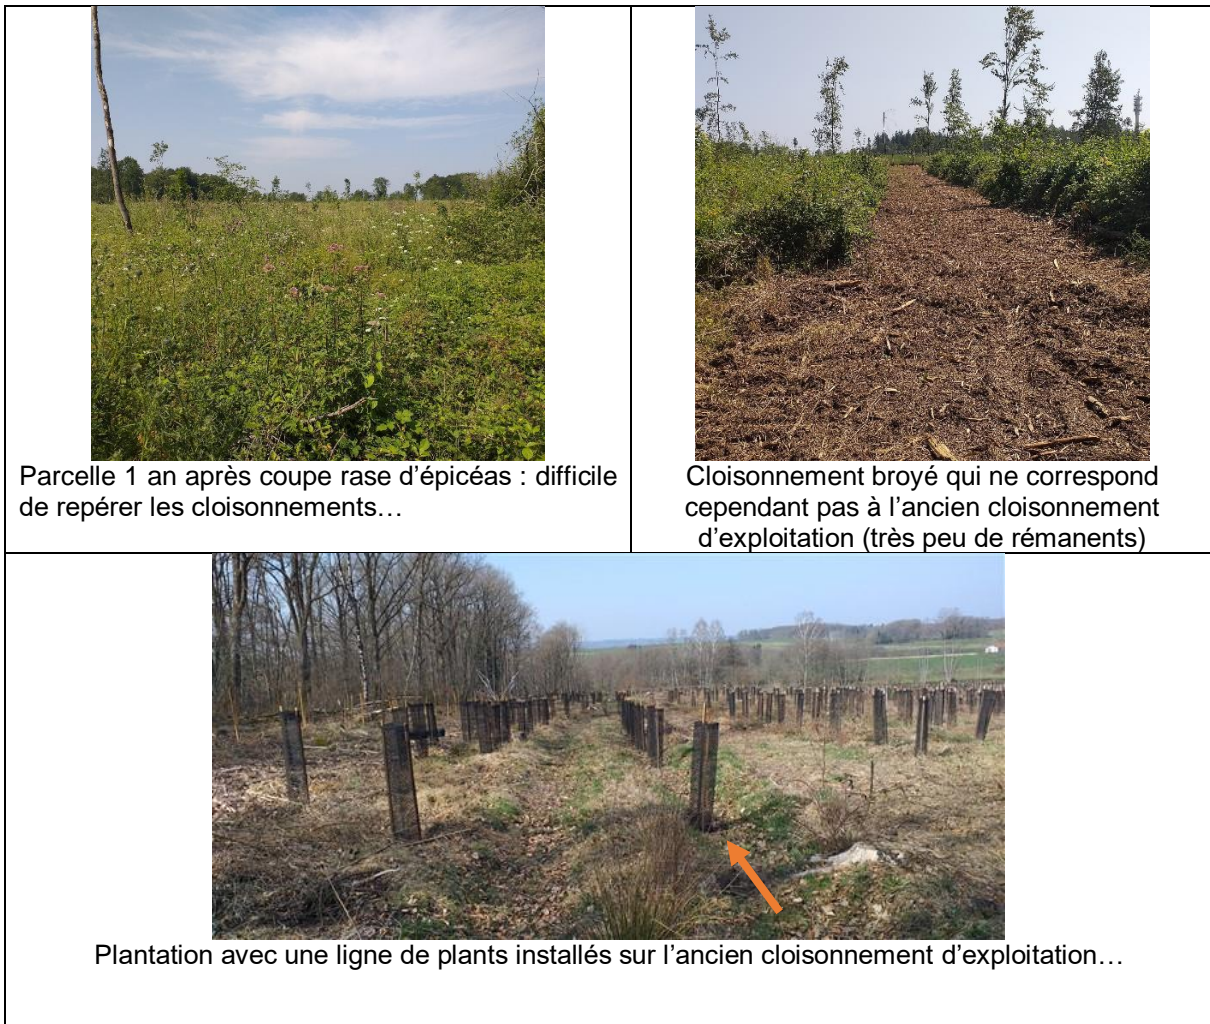 Parcelle 1 an après coupe rase d’épicéas : difficile
de repérer les cloisonnements…
Cloisonnement broyé qui ne correspond
cependant pas à l’ancien cloisonnement
d’exploitation (très peu de rémanents)
Plantation avec une ligne de plants installés sur l’ancien cloisonnement d’exploitation…